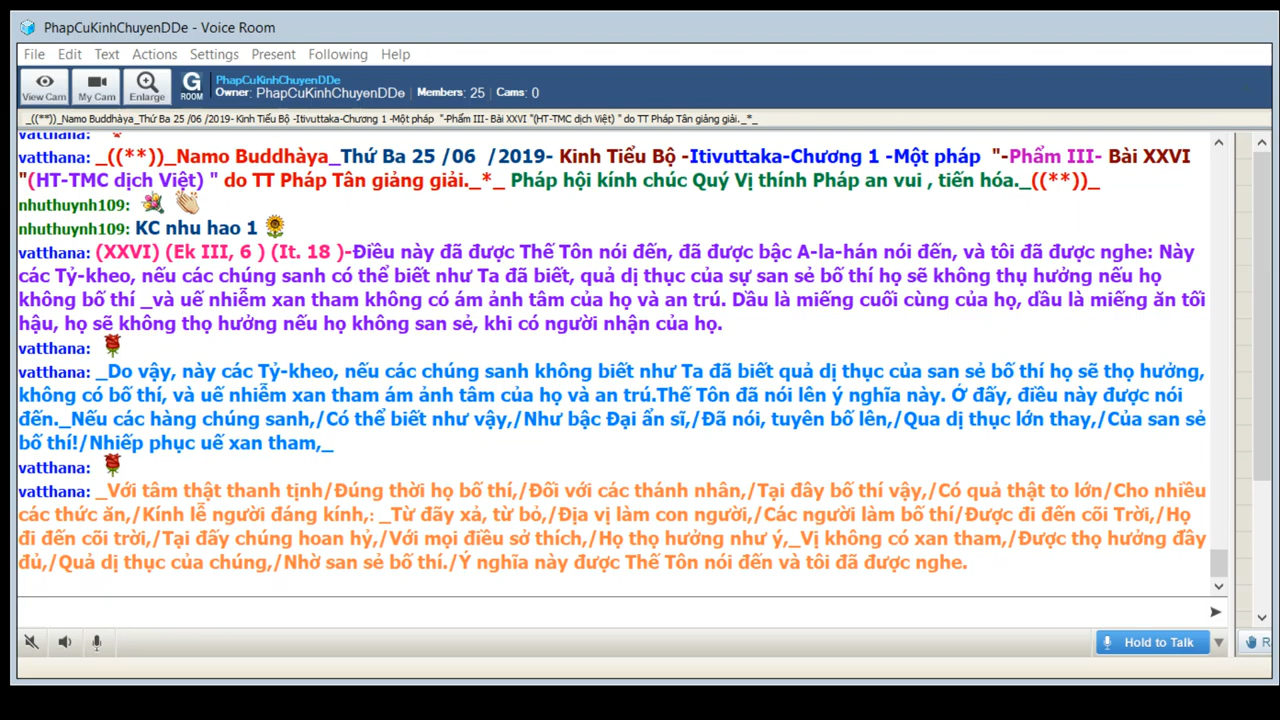 PhapCuKinhChuyenDDe - Voice Room
File Edit Text Actions Settings Present Following Help
View Cam My Cam Enlarge G ROOM PhapCuKinhChuyenDDe
Owner: PhapCuKinhChuyenDDe Members: 25 Cams: 0
_((**))_Namo Buddhàya_Thứ Ba 25 /06 /2019- Kinh Tiểu Bộ -Itivuttaka-Chương 1 -Một pháp "-Phẩm III- Bài XXVI "(HT-TMC dịch Việt) " do TT Pháp Tân giảng giải._*_
vatthana:
vatthana: _((**))_Namo Buddhàya_Thứ Ba 25 /06 /2019- Kinh Tiểu Bộ -Itivuttaka-Chương 1 -Một pháp "-Phẩm III- Bài XXVI
"(HT-TMC dịch Việt) " do TT Pháp Tân giảng giải._*_ Pháp hội kính chúc Quý Vị thính Pháp an vui , tiến hóa._((**))_
nhuthuynh109:
nhuthuynh109: KC nhu hao 1
vatthana: (XXVI) (Ek III, 6 ) (It. 18 )-Điều này đã được Thế Tôn nói đến, đã được bậc A-la-hán nói đến, và tôi đã được nghe: Này
các Tỷ-kheo, nếu các chúng sanh có thể biết như Ta đã biết, quả dị thục của sự san sẻ bố thí họ sẽ không thụ hưởng nếu họ
không bố thí _và uế nhiễm xan tham không có ám ảnh tâm của họ và an trú. Dầu là miếng cuối cùng của họ, dầu là miếng ăn tối
hậu, họ sẽ không thọ hưởng nếu họ không san sẻ, khi có người nhận của họ.
vatthana:
vatthana: _Do vậy, này các Tỷ-kheo, nếu các chúng sanh không biết như Ta đã biết quả dị thục của san sẻ bố thí họ sẽ thọ hưởng,
không có bố thí, và uế nhiễm xan tham ám ảnh tâm của họ và an trú.Thế Tôn đã nói lên ý nghĩa này. Ở đấy, điều này được nói
đến._Nếu các hàng chúng sanh,/Có thể biết như vậy,/Như bậc Đại ẩn sĩ,/Đã nói, tuyên bố lên,/Qua dị thục lớn thay,/Của san sẻ
bố thí!/Nhiếp phục uế xan tham,_
vatthana:
vatthana: _Với tâm thật thanh tịnh/Đúng thời họ bố thí,/Đối với các thánh nhân,/Tại đây bố thí vậy,/Có quả thật to lớn/Cho nhiều
các thức ăn,/Kính lễ người đáng kính,: _Từ đãy xả, từ bỏ,/Địa vị làm con người,/Các người làm bố thí/Được đi đến cõi Trời,/Họ
đi đến cõi trời,/Tại đấy chúng hoan hỷ,/Với mọi điều sở thích,/Họ thọ hưởng như ý,_Vị không có xan tham,/Được thọ hưởng đầy
đủ,/Quả dị thục của chúng,/Nhờ san sẻ bố thí./Ý nghĩa này được Thế Tôn nói đến và tôi đã được nghe.
Hold to Talk